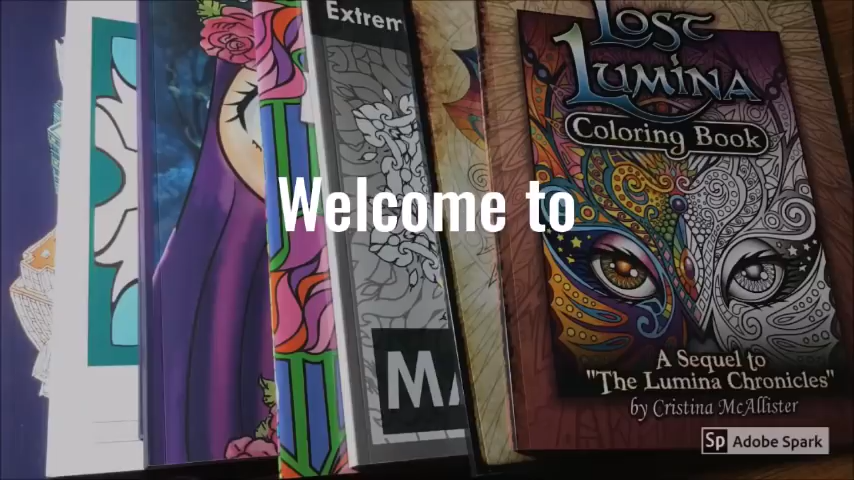 Extrem
LOST
LUMINA
Coloring Book
Welcome to
MA
A Sequel to
"The Lumina Chronicles"
by Cristina McAllister
Sp Adobe Spark